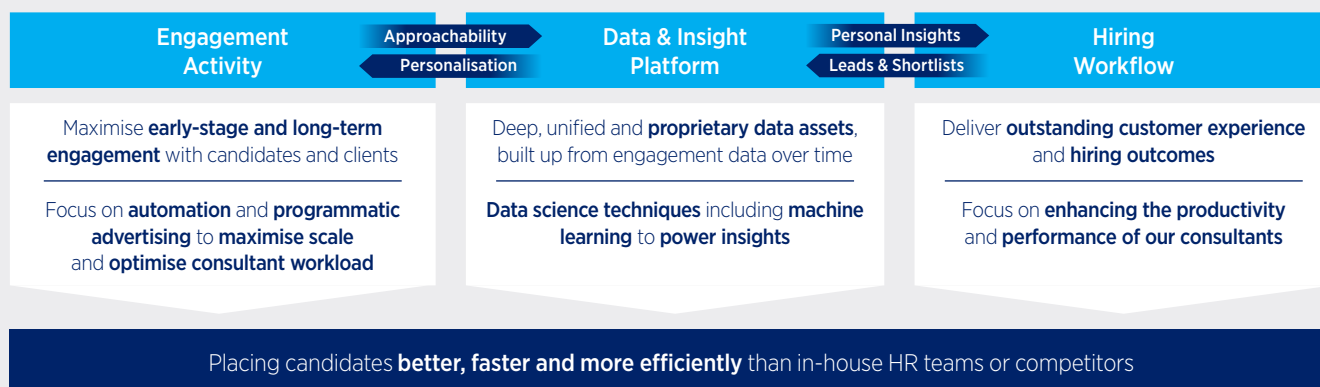 Engagement
Activity
Approachability
Personalisation
Data & Insight
Platform
Personal Insights
Leads & Shortlists
Hiring
Workflow
Maximise early-stage and long-term
engagement with candidates and clients
Focus on automation and programmatic
advertising to maximise scale
and optimise consultant workload
Deep, unified and proprietary data assets,
built up from engagement data over time
Data science techniques including machine
learning to power insights
Deliver outstanding customer experience
and hiring outcomes
Focus on enhancing the productivity
and performance of our consultants
Placing candidates better, faster and more efficiently than in-house HR teams or competitors